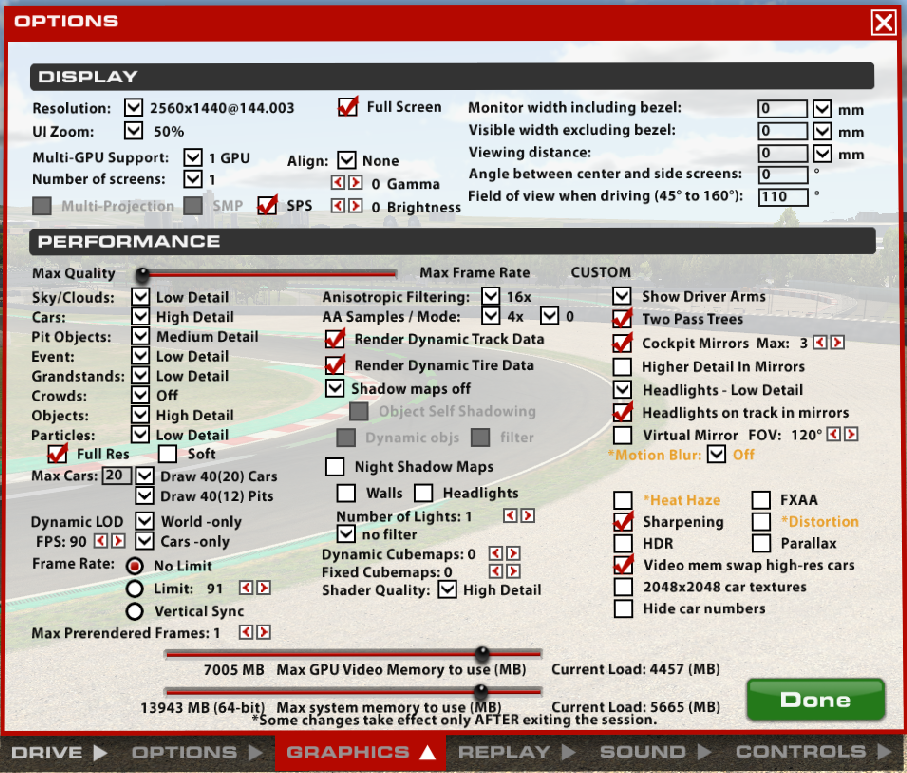 OPTIONS
DISPLAY
Resolution: 2560x1440@144.003 Full Screen Monitor width including bezel: 0 mm
UI Zoom: 50% Visible width excluding bezel: 0 mm
Multi-GPU Support: 1 GPU Align: None Viewing distance: 0 mm
Number of screens: 1 0 Gamma Angle between center and side screens: 0 °
Multi-Projection SMP SPS 0 Brightness Field of view when driving (45° to 160°): 110 °
PERFORMANCE
Max Quality Max Frame Rate CUSTOM
Sky/Clouds: Low Detail Anisotropic Filtering: 16x Show Driver Arms
Cars: High Detail AA Samples / Mode: 4x 0 Two Pass Trees
Pit Objects: Medium Detail Render Dynamic Track Data Cockpit Mirrors Max: 3
Event: Low Detail Render Dynamic Tire Data Higher Detail In Mirrors
Grandstands: Low Detail Shadow maps off Headlights - Low Detail
Crowds: Off Object Self Shadowing Headlights on track in mirrors
Objects: High Detail Dynamic objs filter Virtual Mirror FOV: 120°
Particles: Low Detail *Motion Blur: Off
Full Res Soft Night Shadow Maps
Max Cars: 20 Draw 40(20) Cars Walls Headlights *Heat Haze FXAA
Draw 40(12) Pits Number of Lights: 1 Sharpening *Distortion
Dynamic LOD World -only no filter HDR Parallax
FPS: 90 Cars -only Dynamic Cubemaps: 0 Video mem swap high-res cars
Frame Rate: No Limit Fixed Cubemaps: 0 2048x2048 car textures
Limit: 91 Shader Quality: High Detail Hide car numbers
Vertical Sync
Max Prerendered Frames: 1
7005 MB Max GPU Video Memory to use (MB) Current Load: 4457 (MB)
13943 MB (64-bit) Max system memory to use (MB) Current Load: 5665 (MB)
*Some changes take effect only AFTER exiting the session.
Done
DRIVE OPTIONS GRAPHICS REPLAY SOUND CONTROLS